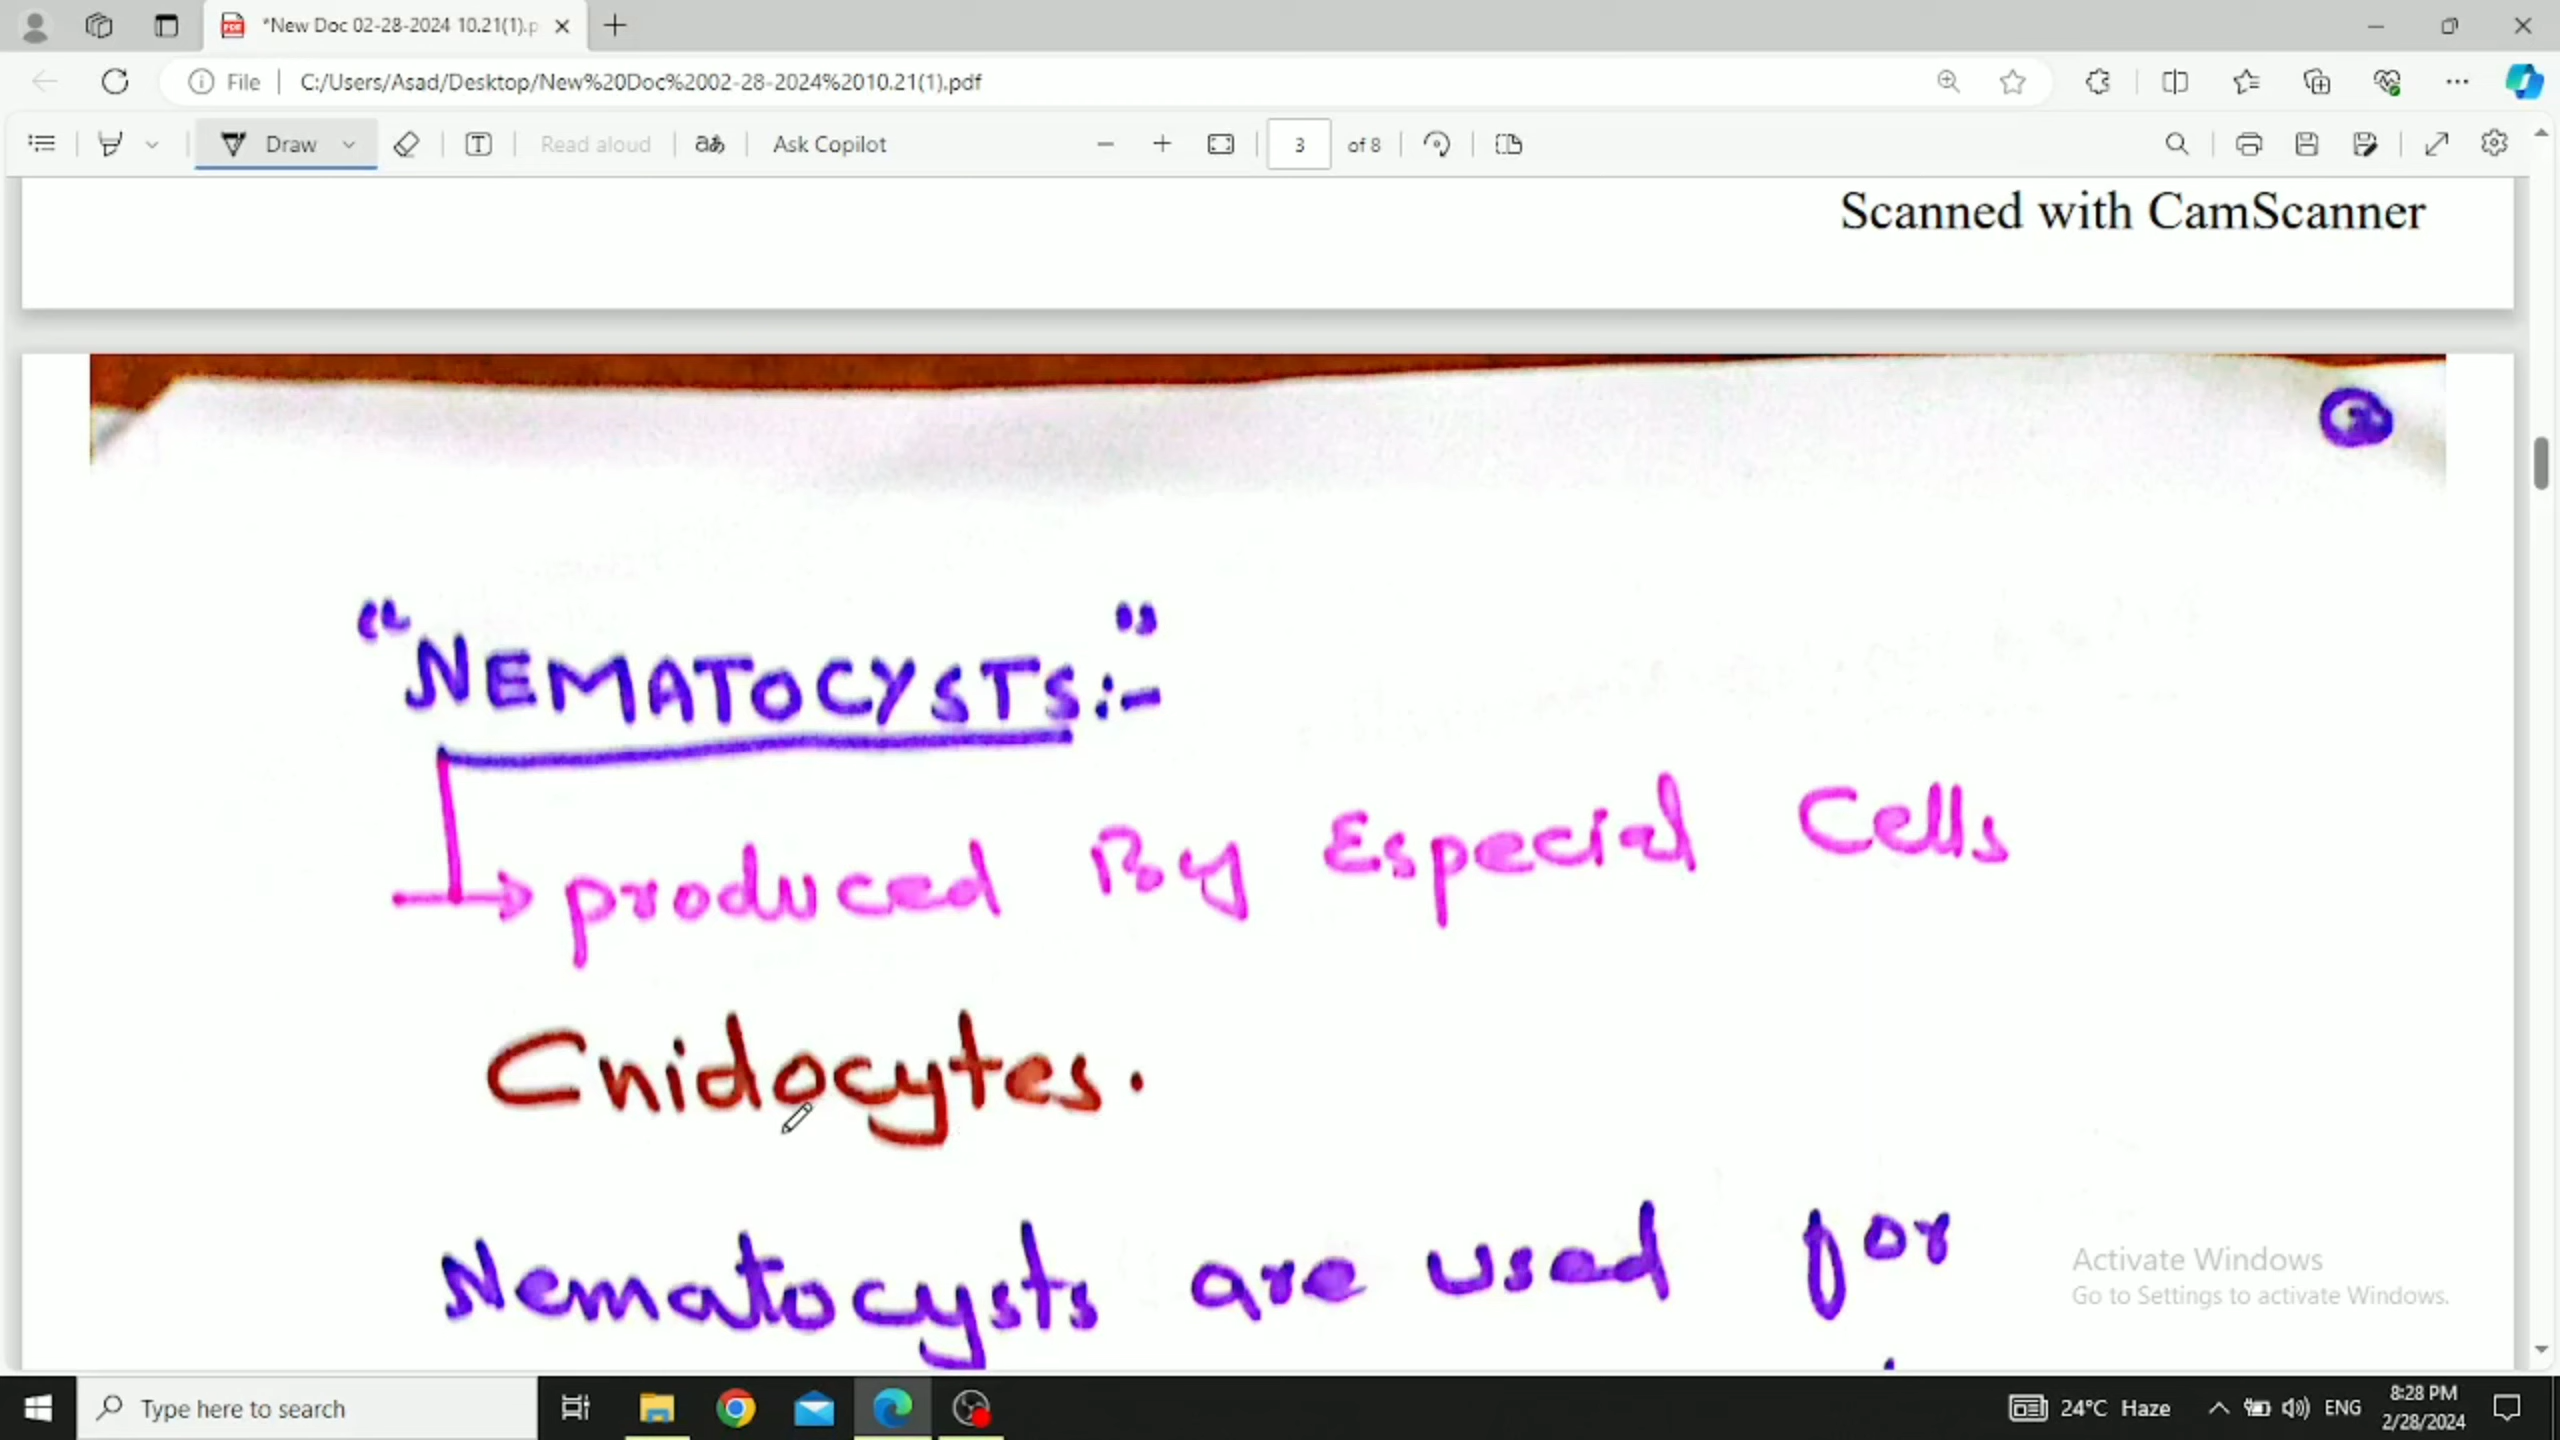 *New Doc 02-28-2024 10.21(1).p
File C:/Users/Asad/Desktop/New%20Doc%2002-28-2024%2010.21(1).pdf
Draw Read aloud aあ Ask Copilot 3 of 8
Scanned with CamScanner
"NEMATOCYSTS:-"
produced By Especial Cells
Cnidocytes.
Nematocysts are used for
Activate Windows
Go to Settings to activate Windows.
Type here to search 24°C Haze ENG 8:28 PM
2/28/2024